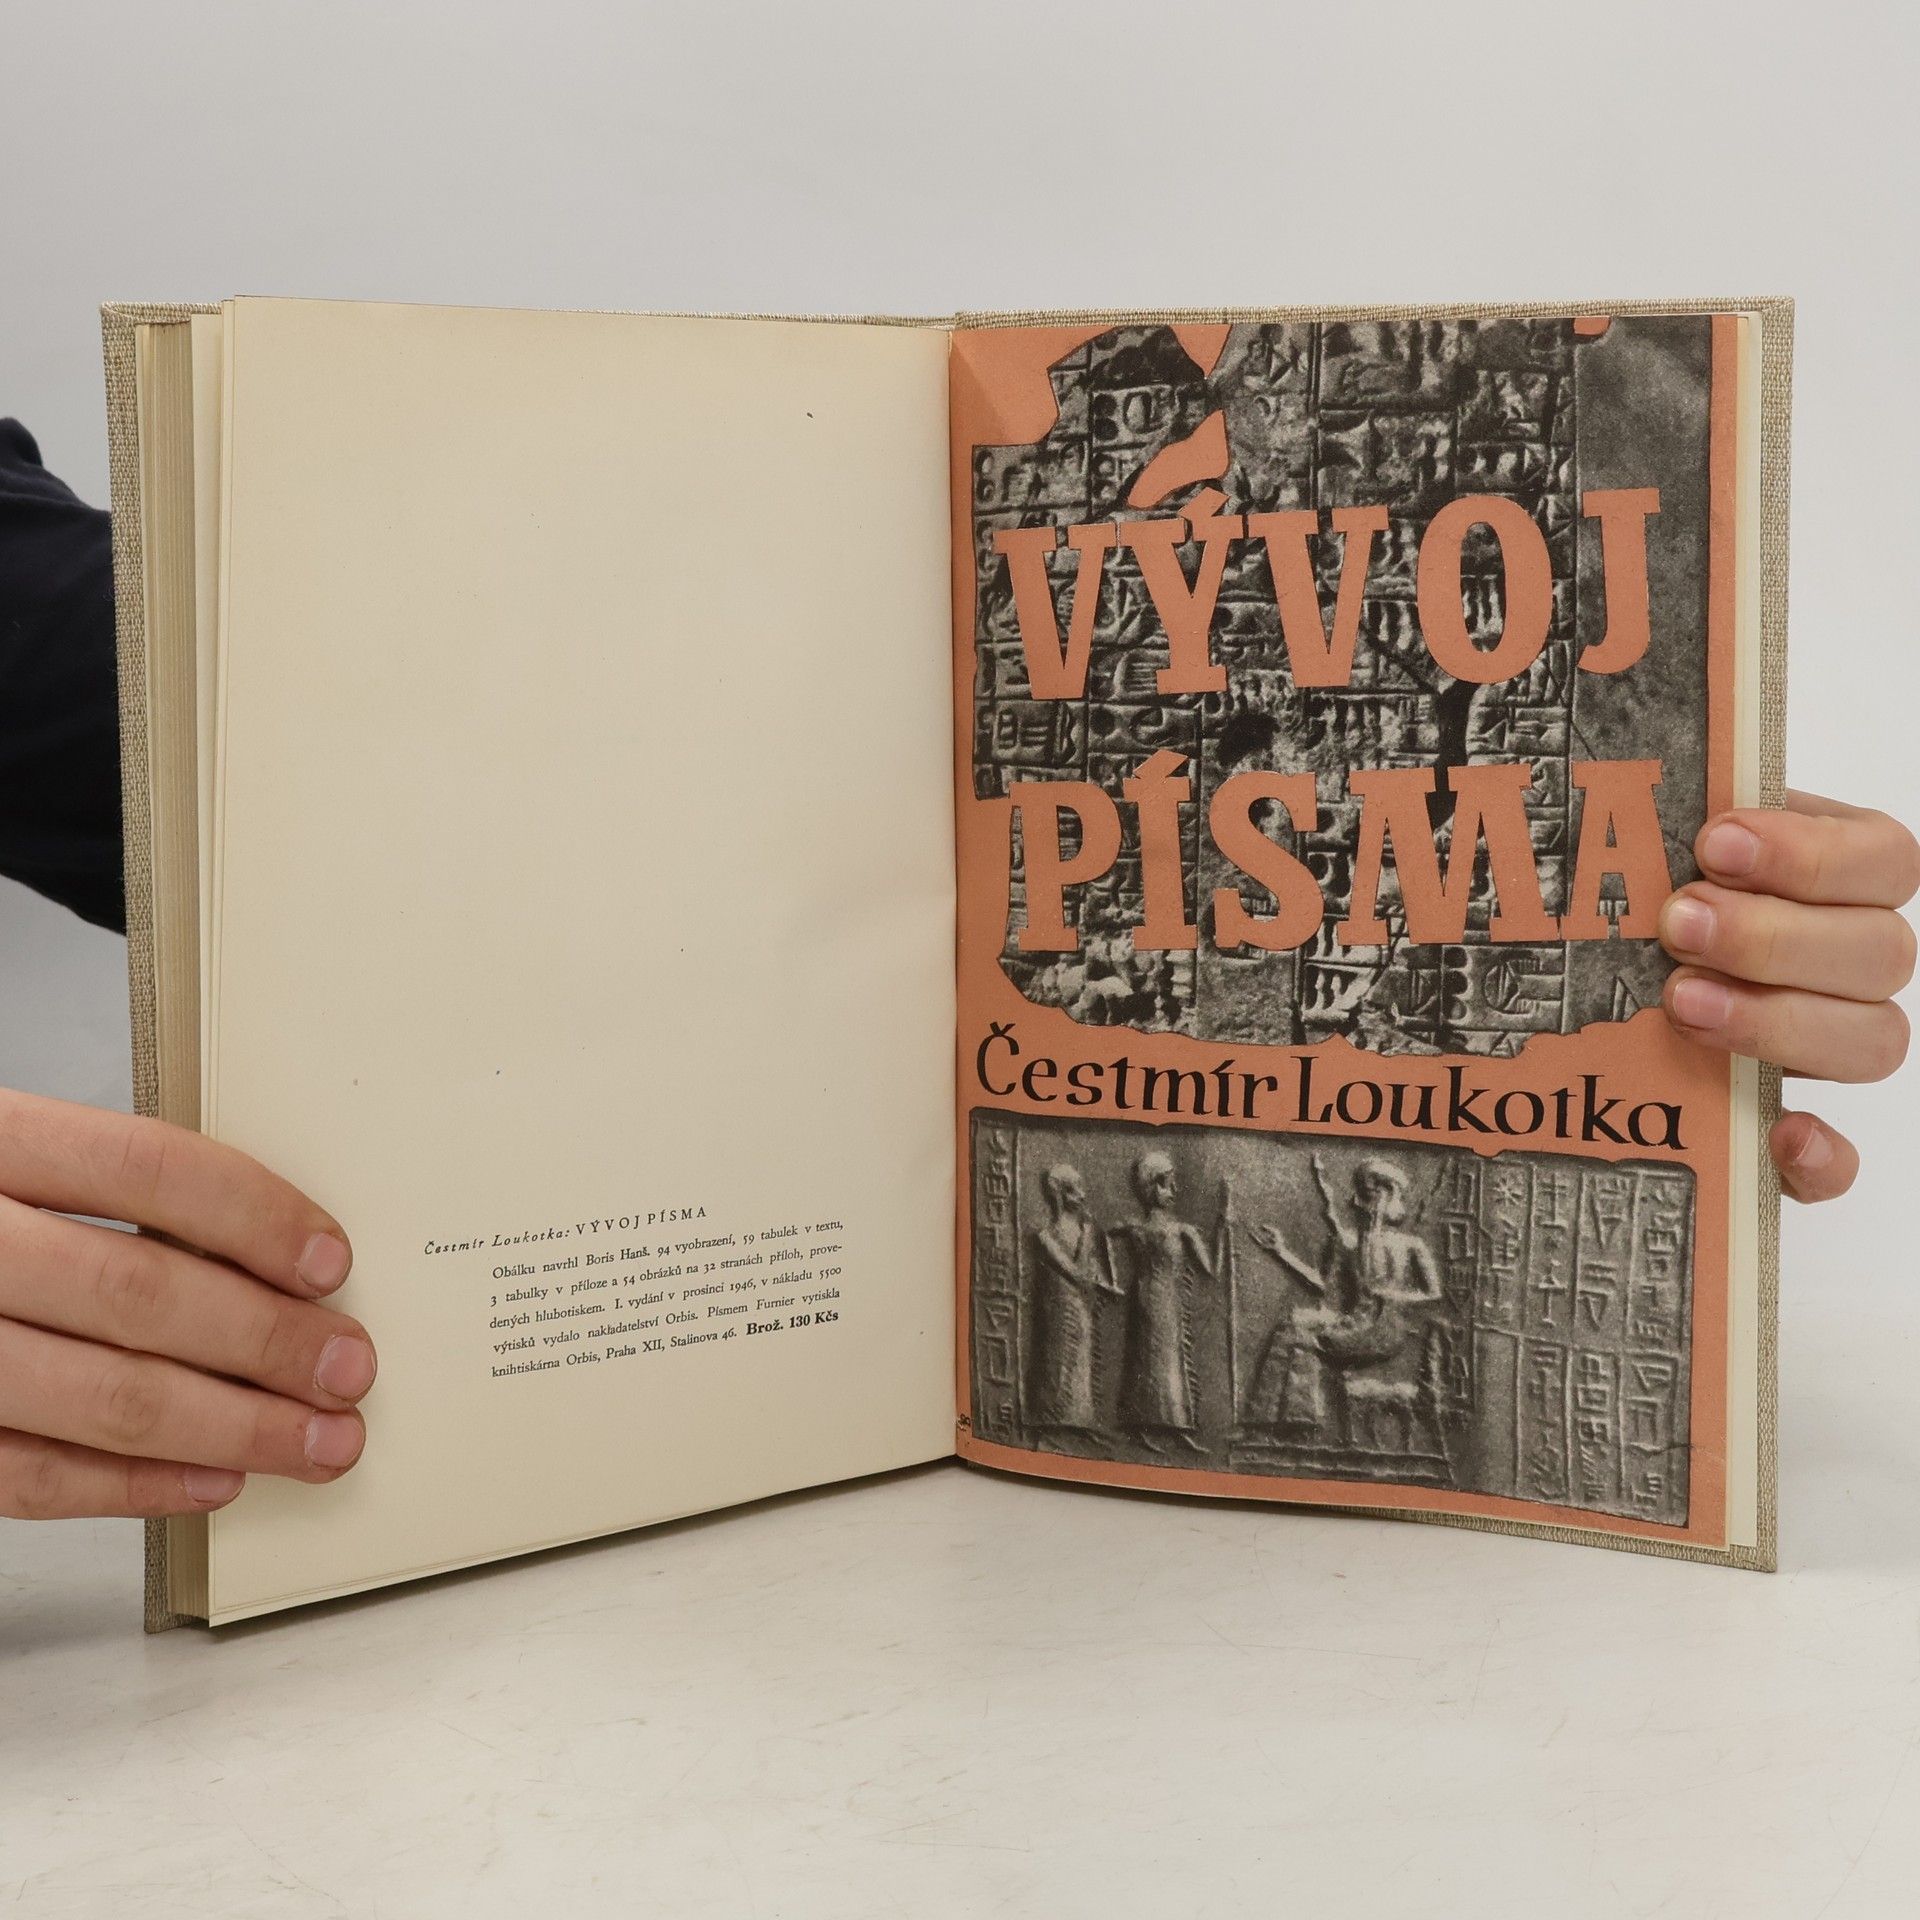 Čestmír Loukotka: VÝVOJ PÍSMA
Obálku navrhl Boris Hanš. 94 vyobrazení, 59 tabulek v textu,
3 tabulky v příloze a 54 obrázků na 32 stranách příloh, prove-
dených hlubotiskem. I. vydání v prosinci 1946, v nákladu 5500
výtisků vydalo nakladatelství Orbis. Písmem Furnier vytiskla
knihtiskárna Orbis, Praha XII, Stalinova 46. Brož. 130 Kčs
VÝVOJ
PÍSMA
Čestmír Loukotka